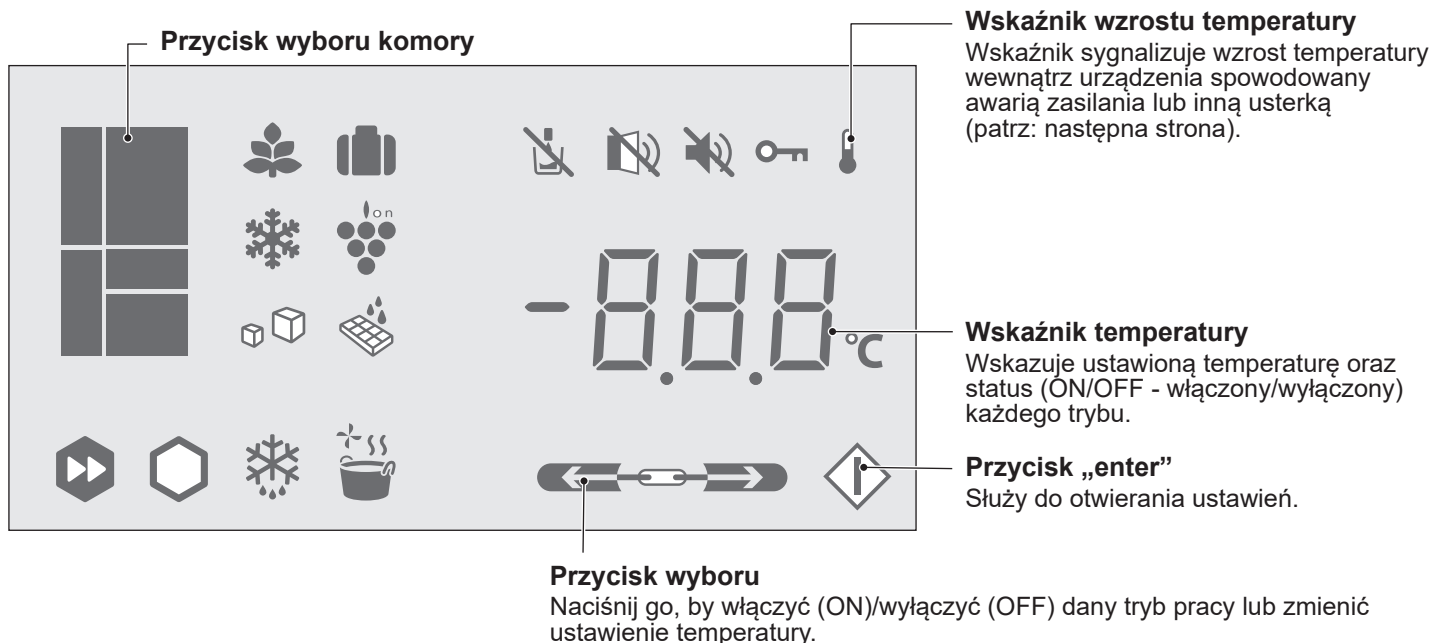 Przycisk wyboru komory
Wskaźnik wzrostu temperatury
Wskaźnik sygnalizuje wzrost temperatury
wewnątrz urządzenia spowodowany
awarią zasilania lub inną usterką
(patrz: następna strona).
on
-8.8.8 °C
Wskaźnik temperatury
Wskazuje ustawioną temperaturę oraz
status (ON/OFF - włączony/wyłączony)
każdego trybu.
Przycisk „enter”
Służy do otwierania ustawień.
Przycisk wyboru
Naciśnij go, by włączyć (ON)/wyłączyć (OFF) dany tryb pracy lub zmienić
ustawienie temperatury.